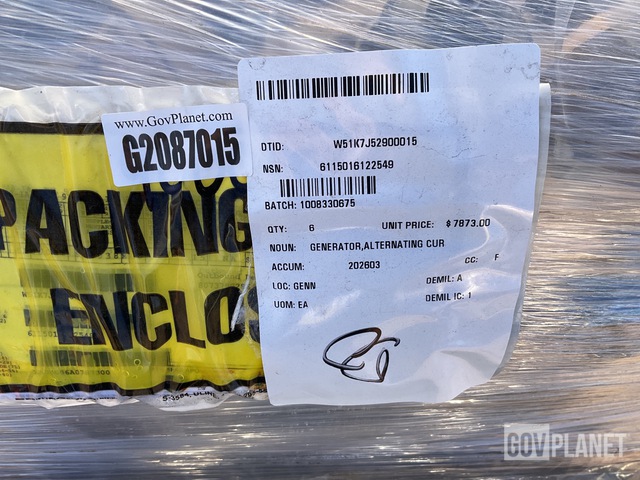 www.GovPlanet.com
G2087015
DTID: W51K7J52900015
NSN: 6115016122549
BATCH: 1008330675
QTY: 6 UNIT PRICE: $ 7873.00
NOUN: GENERATOR,ALTERNATING CUR
ACCUM: 202603 CC: F
LOC: GENN DEMIL: A
UOM: EA DEMIL IC: 1
PACKING
ENCLOS
GOVPLANET